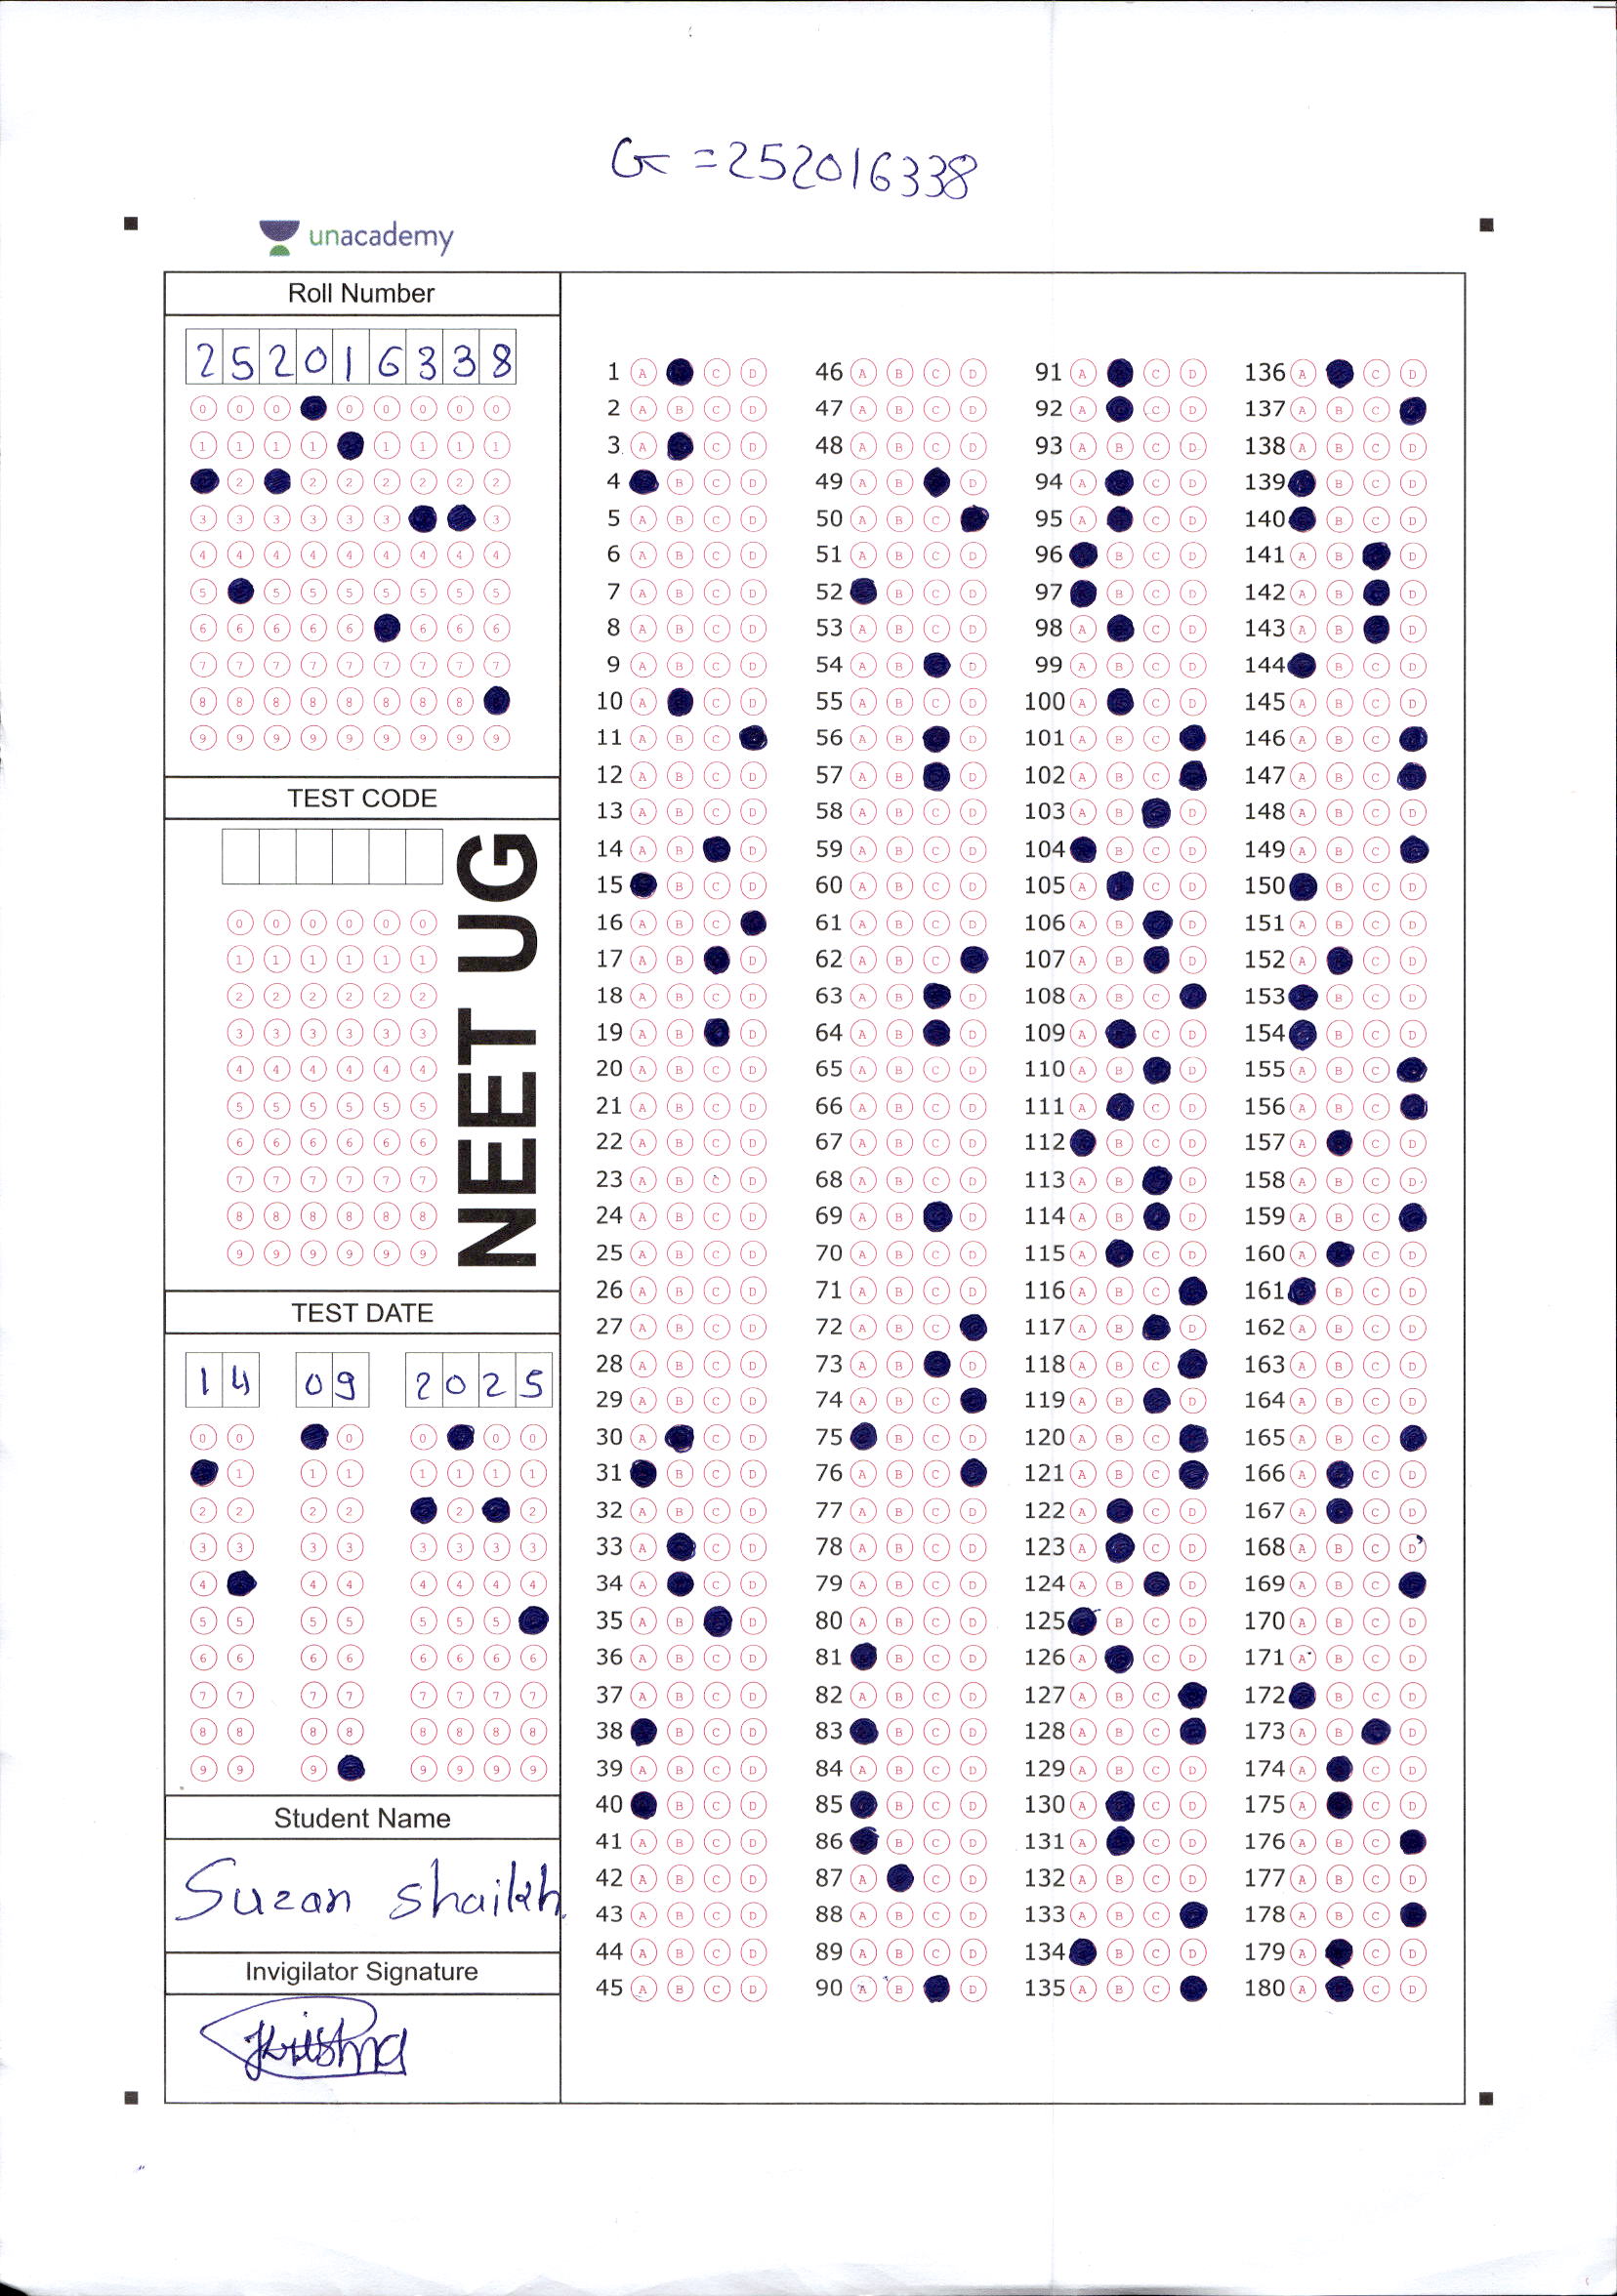 G = 252016338
unacademy
Roll Number
252016338
TEST CODE
NEET UG
TEST DATE
14 09 2025
Student Name
Suzan shaikh
Invigilator Signature
1 A C D
2 A B C D
3 A C D
4 B C D
5 A B C D
6 A B C D
7 A B C D
8 A B C D
9 A B C D
10 A C D
11 A B C
12 A B C D
13 A B C D
14 A B D
15 B C D
16 A B C
17 A B D
18 A B C D
19 A B D
20 A B C D
21 A B C D
22 A B C D
23 A B C D
24 A B C D
25 A B C D
26 A B C D
27 A B C D
28 A B C D
29 A B C D
30 A C D
31 B C D
32 A B C D
33 A C D
34 A C D
35 A B D
36 A B C D
37 A B C D
38 B C D
39 A B C D
40 B C D
41 A B C D
42 A B C D
43 A B C D
44 A B C D
45 A B C D
46 A B C D
47 A B C D
48 A B C D
49 A B D
50 A B C
51 A B C D
52 B C D
53 A B C D
54 A B D
55 A B C D
56 A B D
57 A B D
58 A B C D
59 A B C D
60 A B C D
61 A B C D
62 A B C
63 A B D
64 A B D
65 A B C D
66 A B C D
67 A B C D
68 A B C D
69 A B D
70 A B C D
71 A B C D
72 A B C
73 A B D
74 A B C
75 B C D
76 A B C
77 A B C D
78 A B C D
79 A B C D
80 A B C D
81 B C D
82 A B C D
83 B C D
84 A B C D
85 B C D
86 B C D
87 A C D
88 A B C D
89 A B C D
90 A B D
91 A C D
92 A C D
93 A B C D
94 A C D
95 A C D
96 B C D
97 B C D
98 A C D
99 A B C D
100 A C D
101 A B C
102 A B C
103 A B D
104 B C D
105 A C D
106 A B D
107 A B D
108 A B C
109 A C D
110 A B D
111 A C D
112 B C D
113 A B D
114 A B D
115 A C D
116 A B C
117 A B D
118 A B C
119 A B D
120 A B C
121 A B C
122 A C D
123 A C D
124 A B D
125 B C D
126 A C D
127 A B C
128 A B C
129 A B C D
130 A C D
131 A C D
132 A B C D
133 A B C
134 B C D
135 A B C
136 A C D
137 A B C
138 A B C D
139 B C D
140 B C D
141 A B D
142 A B D
143 A B D
144 B C D
145 A B C D
146 A B C
147 A B C
148 A B C D
149 A B C
150 B C D
151 A B C D
152 A C D
153 B C D
154 B C D
155 A B C
156 A B C
157 A C D
158 A B C D
159 A B C
160 A C D
161 B C D
162 A B C D
163 A B C D
164 A B C D
165 A B C
166 A C D
167 A C D
168 A B C D
169 A B C
170 A B C D
171 A B C D
172 B C D
173 A B D
174 A C D
175 A C D
176 A B C
177 A B C D
178 A B C
179 A C D
180 A C D